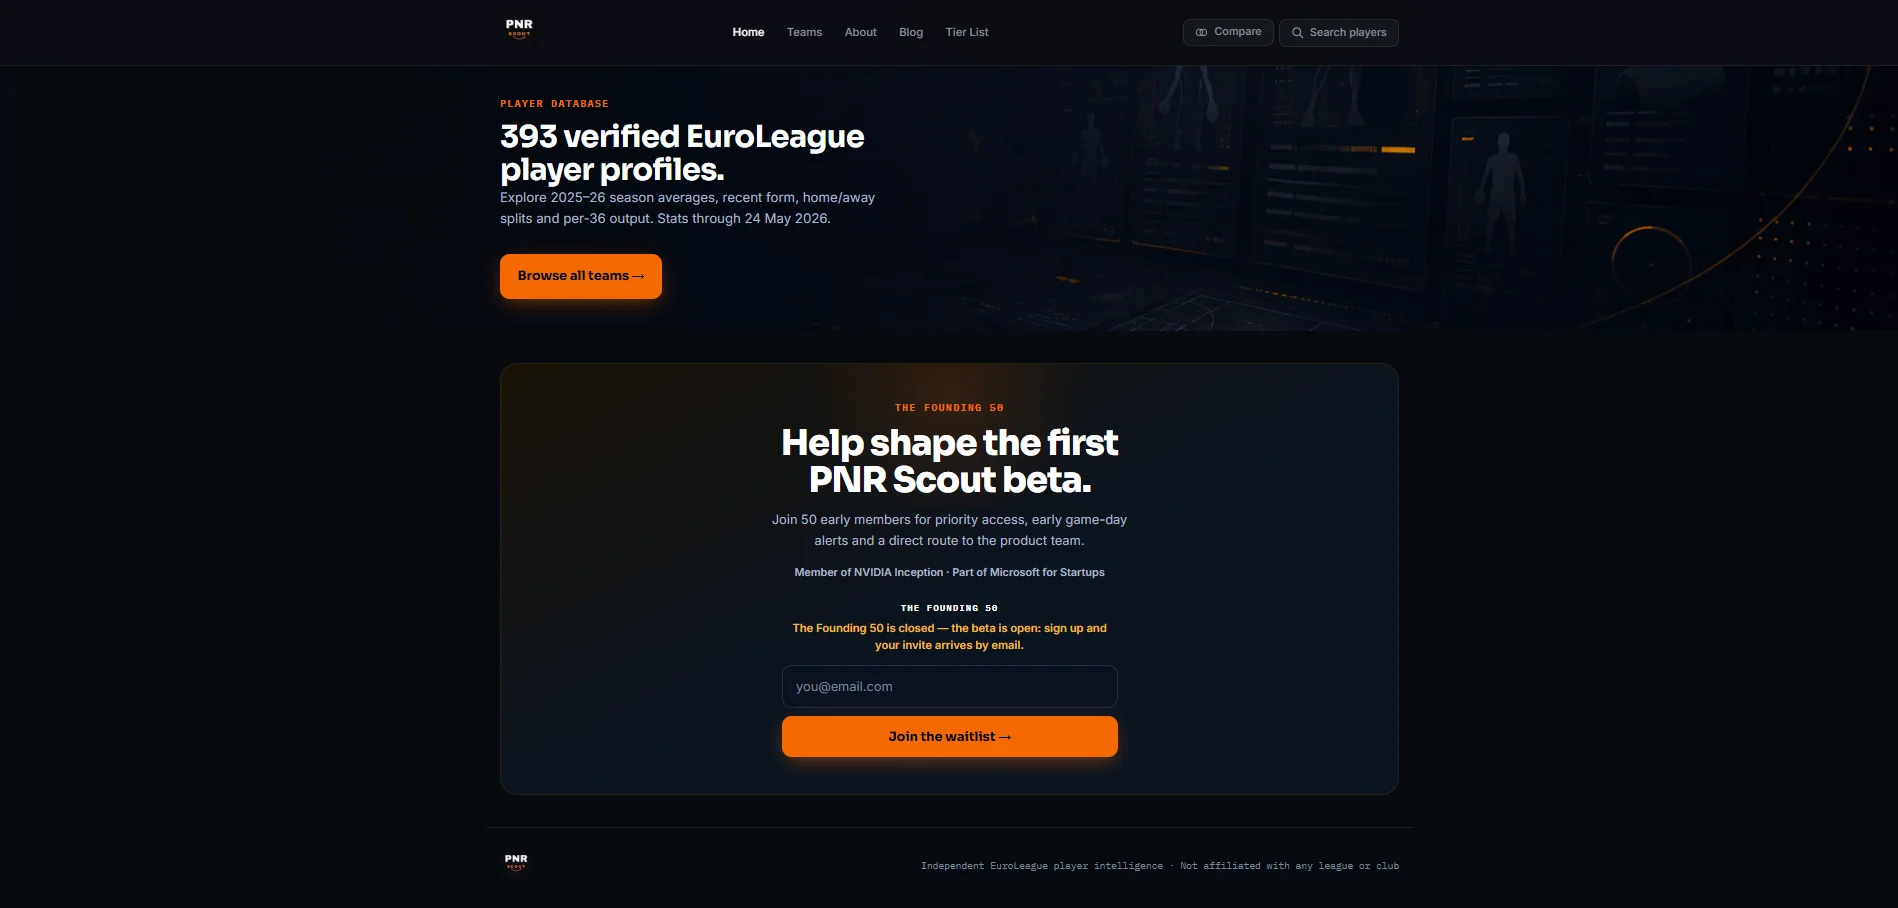 PNR
SCOUT
Home
Teams
About
Blog
Tier List
Compare
Search players
PLAYER DATABASE
393 verified EuroLeague
player profiles.
Explore 2025–26 season averages, recent form, home/away
splits and per-36 output. Stats through 24 May 2026.
Browse all teams →
THE FOUNDING 50
Help shape the first
PNR Scout beta.
Join 50 early members for priority access, early game-day
alerts and a direct route to the product team.
Member of NVIDIA Inception · Part of Microsoft for Startups
THE FOUNDING 50
The Founding 50 is closed — the beta is open: sign up and
your invite arrives by email.
you@email.com
Join the waitlist →
PNR
SCOUT
Independent EuroLeague player intelligence · Not affiliated with any league or club